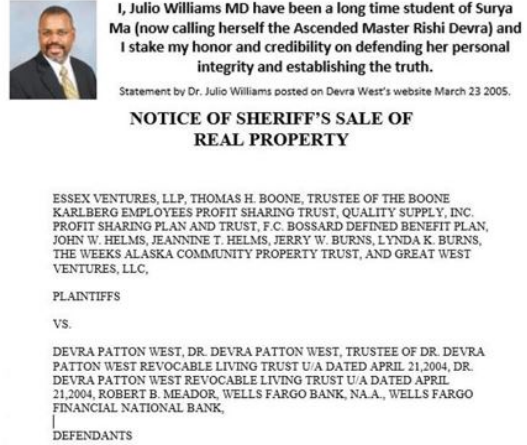 I, Julio Williams MD have been a long time student of Surya
Ma (now calling herself the Ascended Master Rishi Devra) and
I stake my honor and credibility on defending her personal
integrity and establishing the truth.
Statement by Dr. Julio Williams posted on Devra West's website March 23 2005.
NOTICE OF SHERIFF'S SALE OF
REAL PROPERTY
ESSEX VENTURES, LLP, THOMAS H. BOONE, TRUSTEE OF THE BOONE
KARLBERG EMPLOYEES PROFIT SHARING TRUST, QUALITY SUPPLY, INC.
PROFIT SHARING PLAN AND TRUST, F.C. BOSSARD DEFINED BENEFIT PLAN,
JOHN W. HELMS, JEANNINE T. HELMS, JERRY W. BURNS, LYNDA K. BURNS,
THE WEEKS ALASKA COMMUNITY PROPERTY TRUST, AND GREAT WEST
VENTURES, LLC,
PLAINTIFFS
VS.
DEVRA PATTON WEST, DR. DEVRA PATTON WEST, TRUSTEE OF DR. DEVRA
PATTON WEST REVOCABLE LIVING TRUST U/A DATED APRIL 21,2004, DR.
DEVRA PATTON WEST REVOCABLE LIVING TRUST U/A DATED APRIL
21,2004, ROBERT B. MEADOR, WELLS FARGO BANK, NA.A., WELLS FARGO
FINANCIAL NATIONAL BANK,
DEFENDANTS